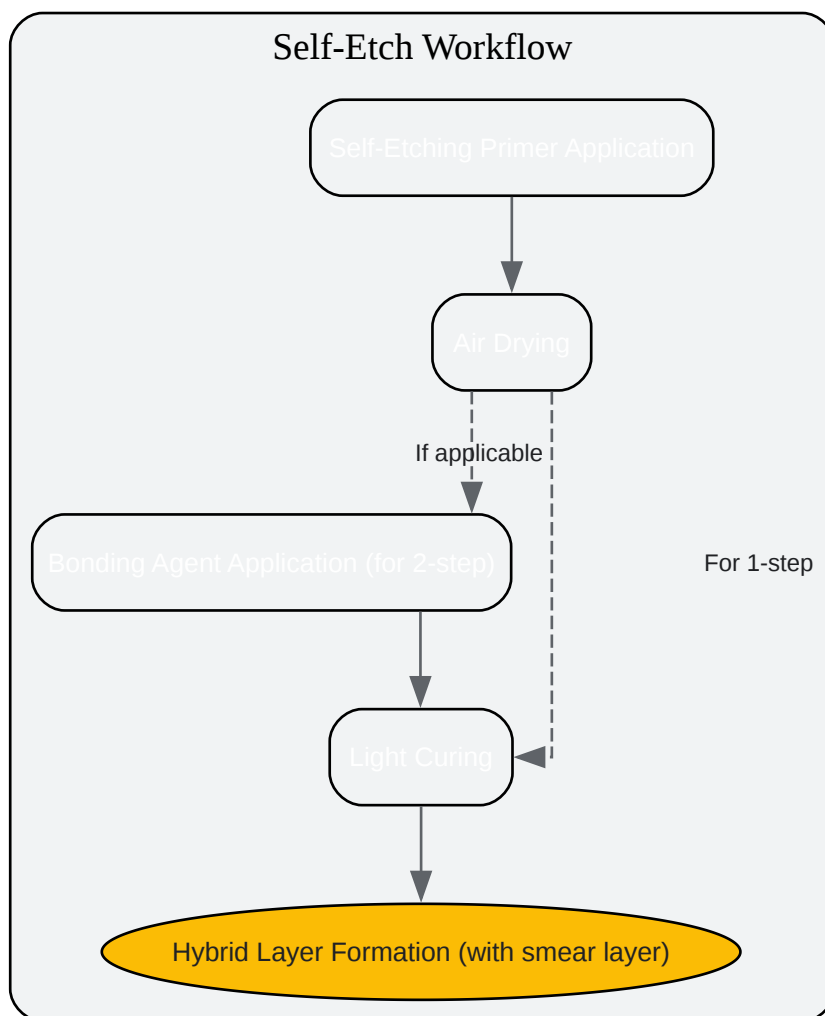 Self-Etch Workflow
Self-Etching Primer Application
Air Drying
If applicable
Bonding Agent Application (for 2-step)
For 1-step
Light Curing
Hybrid Layer Formation (with smear layer)